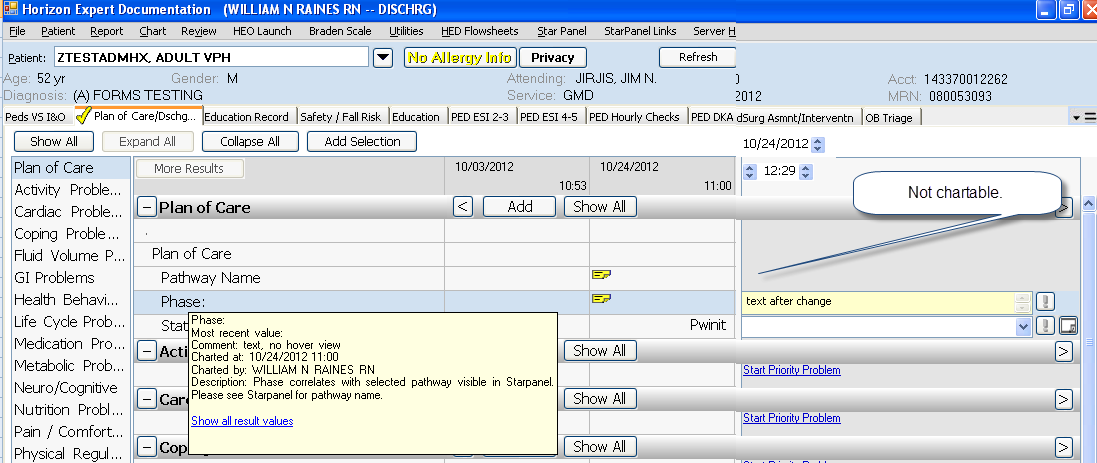 Horizon Expert Documentation (WILLIAM N RAINES RN -- DISCHRG)
File Patient Report Chart Review HEO Launch Braden Scale Utilities HED Flowsheets Star Panel StarPanel Links Server H
Patient: ZTESTADMHX, ADULT VPH No Allergy Info Privacy Refresh
Age: 52 yr Gender: M Attending: JIRJIS, JIM N. 0 Acct: 143370012262
Diagnosis: (A) FORMS TESTING Service: GMD 2012 MRN: 080053093
Peds VS I&O Plan of Care/Dschg... Education Record Safety / Fall Risk Education PED ESI 2-3 PED ESI 4-5 PED Hourly Checks PED DKA dSurg Asmnt/Interventn OB Triage
Show All Expand All Collapse All Add Selection 10/24/2012
Plan of Care More Results 10/03/2012 10/24/2012 12:29
10:53 11:00
Activity Proble...
Cardiac Proble...
Coping Proble...
Fluid Volume P...
GI Problems
Health Behavi...
Life Cycle Prob...
Medication Pro...
Metabolic Prob...
Neuro/Cognitive
Nutrition Probl...
Pain / Comfort...
Physical Regul...
Not chartable.
Plan of Care < Add Show All >
.
Plan of Care
Pathway Name
Phase: text after change
Stat Pwinit
Phase:
Most recent value:
Comment: text, no hover view
Charted at: 10/24/2012 11:00
Charted by: WILLIAM N RAINES RN
Description: Phase correlates with selected pathway visible in Starpanel.
Please see Starpanel for pathway name.
Show all result values
Acti Show All >
Start Priority Problem
Car Show All >
Start Priority Problem
Cop Show All >